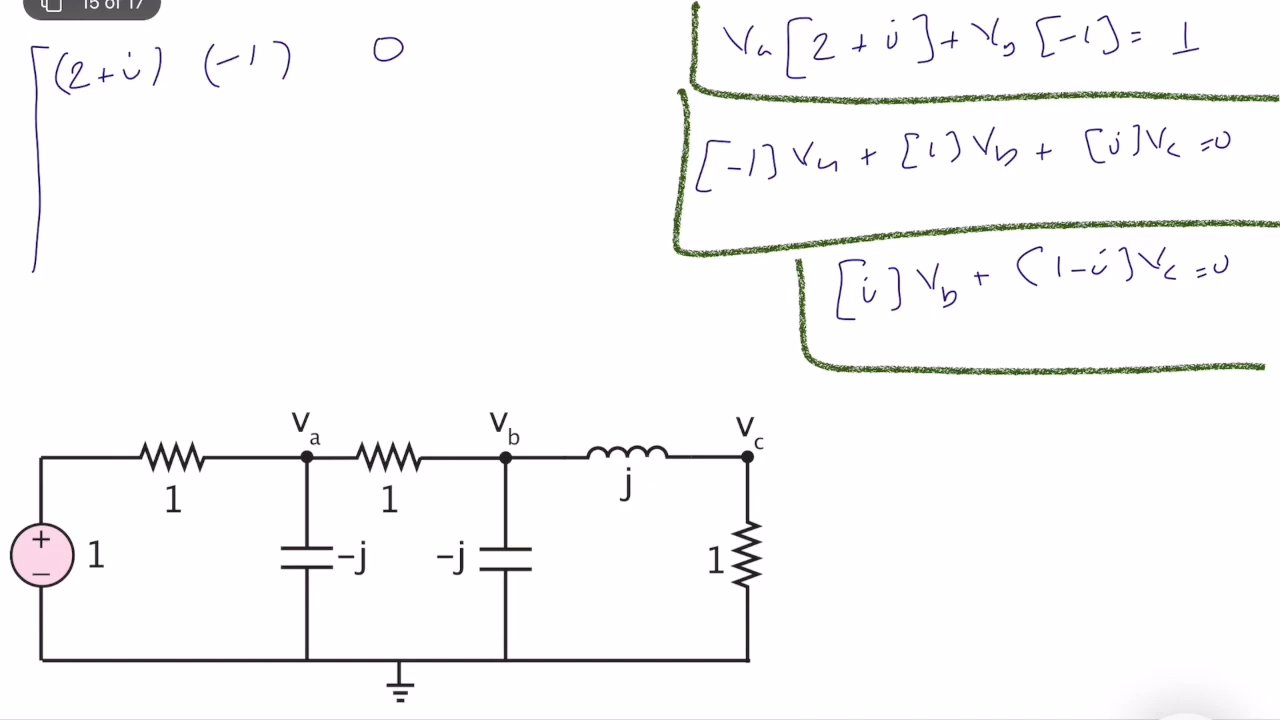 15 of 17
[(2+j) (-1) 0
Va[2+j]+Vb[-1]=1
[-1]Va+[1]Vb+[j]Vc=0
[j]Vb+(1-j]Vc=0
Va Vb Vc
1 1 j
+ − 1 −j −j 1